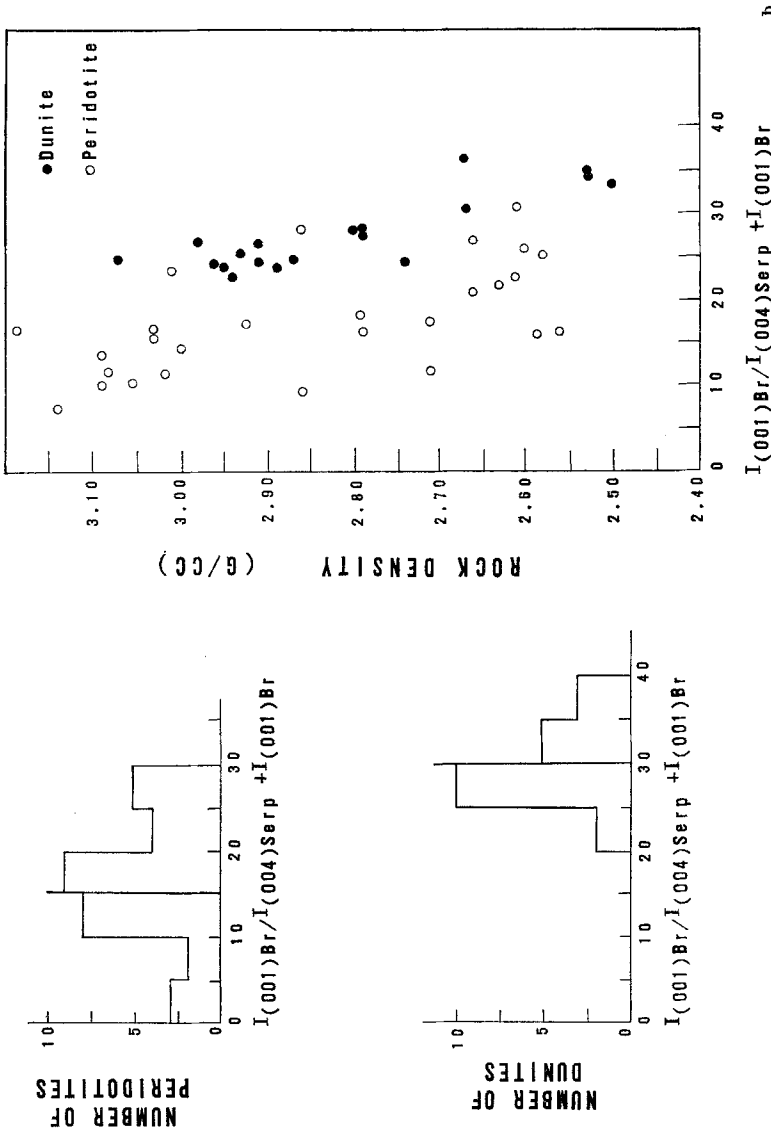 Dunite
Peridotite
3.10
3.00
2.90
2.80
2.70
2.60
2.50
2.40
ROCK DENSITY
(G/CC)
0 10 20 30 40
I(001)Br/I(004)Serp +I(001)Br
b
NUMBER OF
PERIDOTITES
10
5
0
0 10 20 30
I(001)Br/I(004)Serp +I(001)Br
NUMBER OF
DUNITES
10
5
0
0 10 20 30 40
I(001)Br/I(004)Serp +I(001)Br